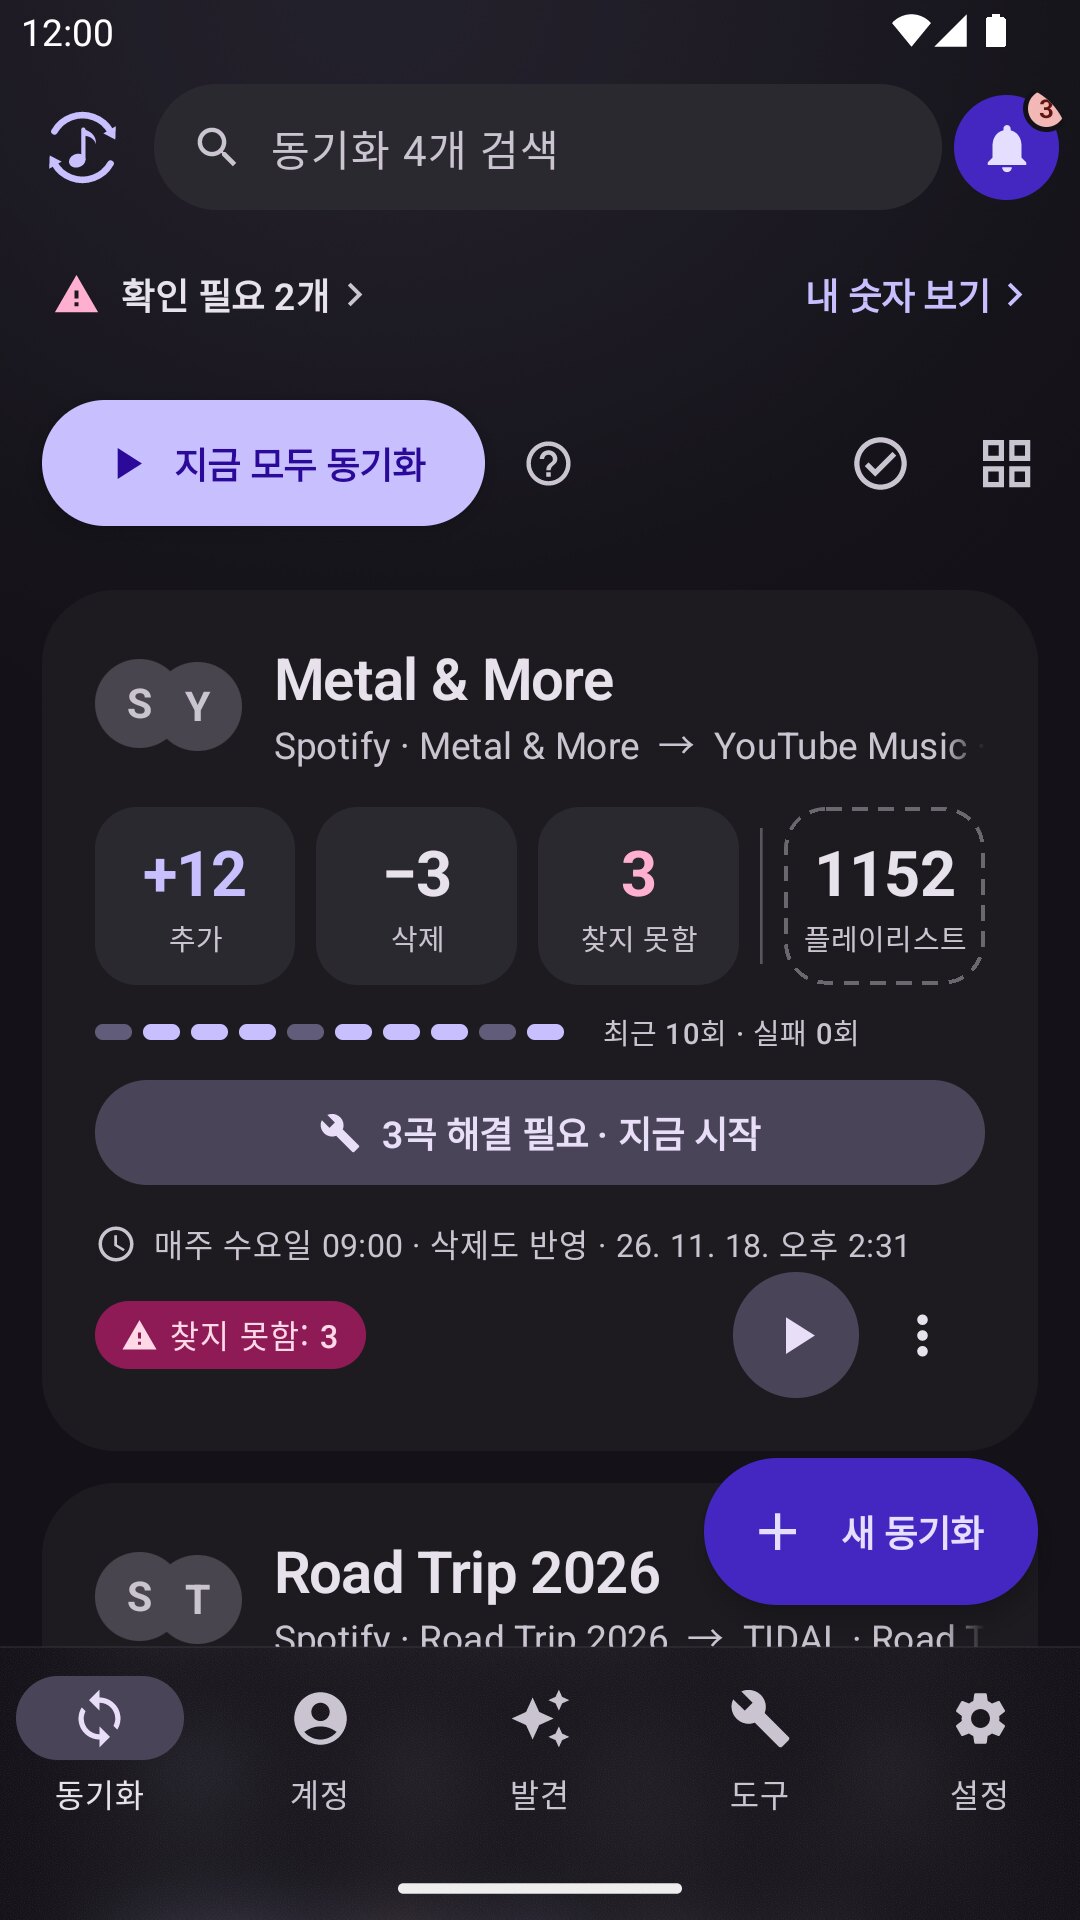 12:00
동기화 4개 검색
3
확인 필요 2개
내 숫자 보기
지금 모두 동기화
S Y
Metal & More
Spotify · Metal & More → YouTube Music
+12
추가
−3
삭제
3
찾지 못함
1152
플레이리스트
최근 10회 · 실패 0회
3곡 해결 필요 · 지금 시작
매주 수요일 09:00 · 삭제도 반영 · 26. 11. 18. 오후 2:31
찾지 못함: 3
새 동기화
S T
Road Trip 2026
Spotify · Road Trip 2026 → TIDAL · Road T
동기화
계정
발견
도구
설정